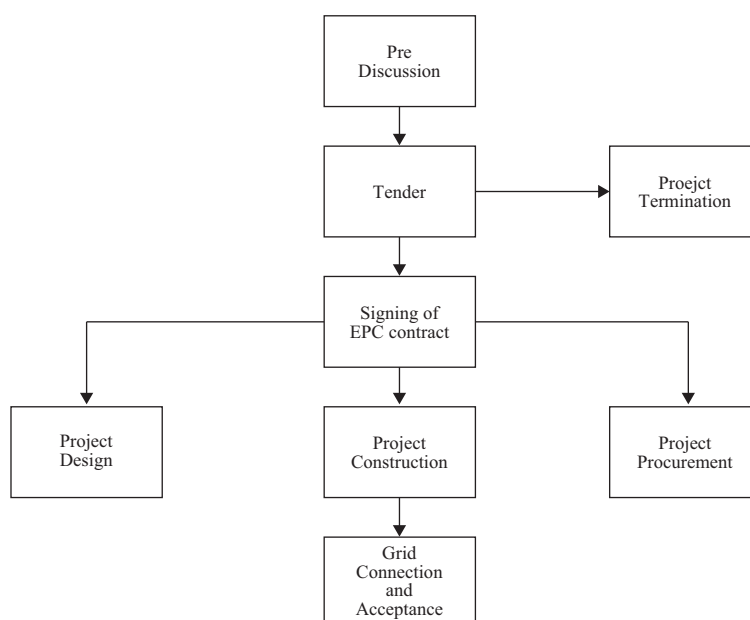 Pre
Discussion
Tender
Proejct
Termination
Signing of
EPC contract
Project
Design
Project
Construction
Project
Procurement
Grid
Connection
and
Acceptance